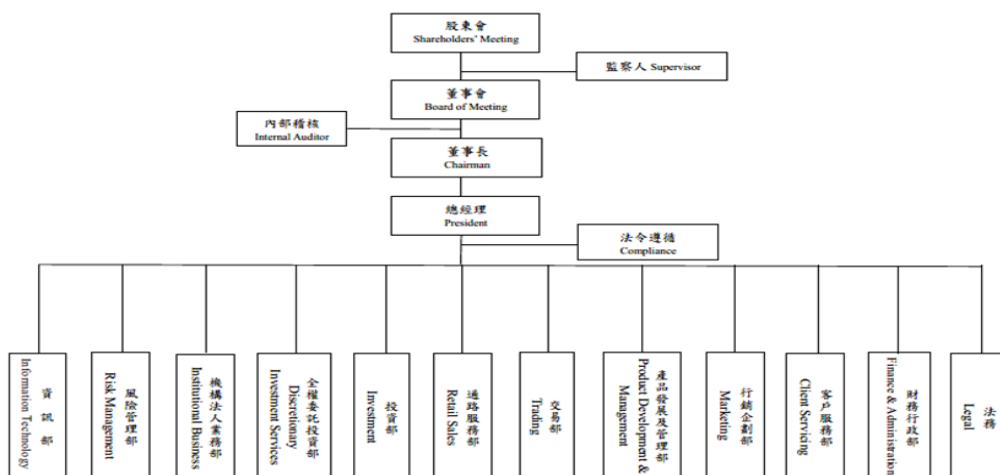 股東會
Shareholders' Meeting
監察人 Supervisor
董事會
Board of Meeting
內部稽核
Internal Auditor
董事長
Chairman
總經理
President
法令遵循
Compliance
資訊部
Information Technology
風險管理部
Risk Management
機構法人業務部
Institutional Business
全權委託投資部
Discretionary
Investment Services
投資部
Investment
通路服務部
Retail Sales
交易部
Trading
產品發展及管理部
Product Development &
Management
行銷企劃部
Marketing
客戶服務部
Client Servicing
財務行政部
Finance & Administration
法務
Legal